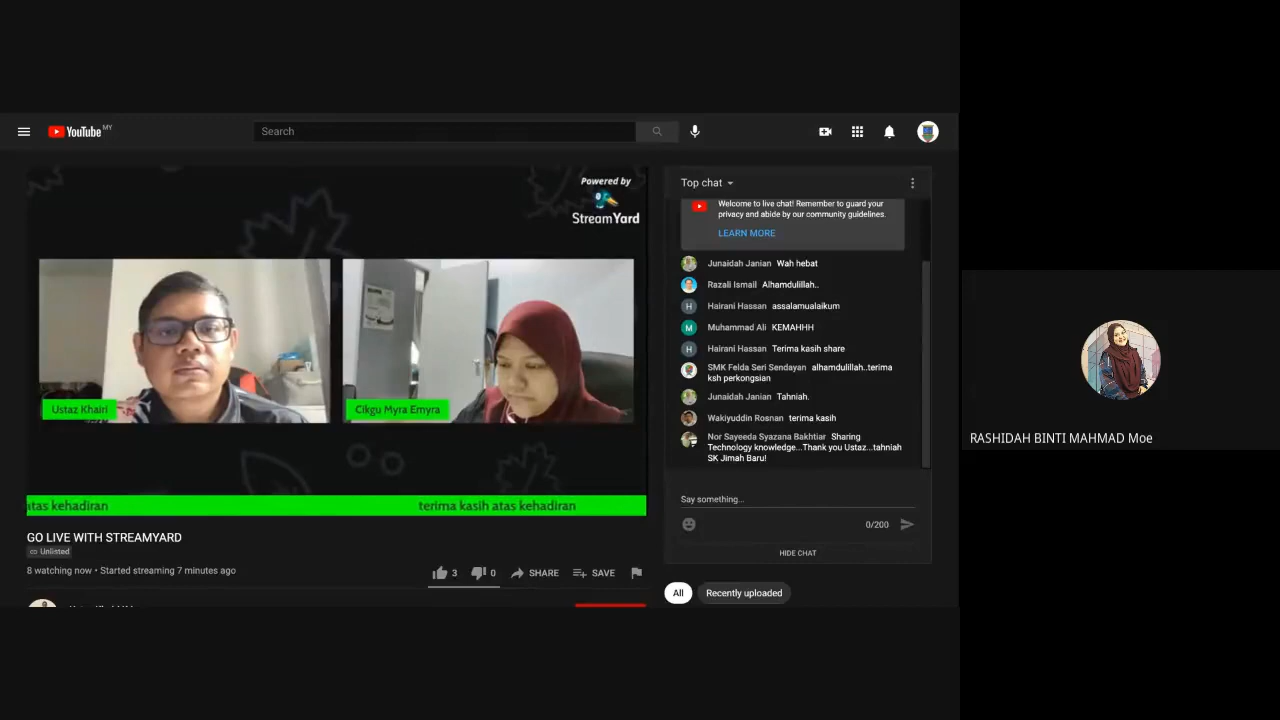 YouTube MY
Search
Powered by
StreamYard
Ustaz Khairi
Cikgu Myra Emyra
atas kehadiran
terima kasih atas kehadiran
GO LIVE WITH STREAMYARD
Unlisted
8 watching now • Started streaming 7 minutes ago
3
0
SHARE
SAVE
Top chat
Welcome to live chat! Remember to guard your
privacy and abide by our community guidelines.
LEARN MORE
Junaidah Janian Wah hebat
Razali Ismail Alhamdulillah..
H Hairani Hassan assalamualaikum
M Muhammad Ali KEMAHHH
H Hairani Hassan Terima kasih share
SMK Felda Seri Sendayan alhamdulillah..terima
ksh perkongsian
Junaidah Janian Tahniah.
Wakiyuddin Rosnan terima kasih
Nor Sayeeda Syazana Bakhtiar Sharing
Technology knowledge...Thank you Ustaz...tahniah
SK Jimah Baru!
Say something...
0/200
HIDE CHAT
All
Recently uploaded
RASHIDAH BINTI MAHMAD Moe